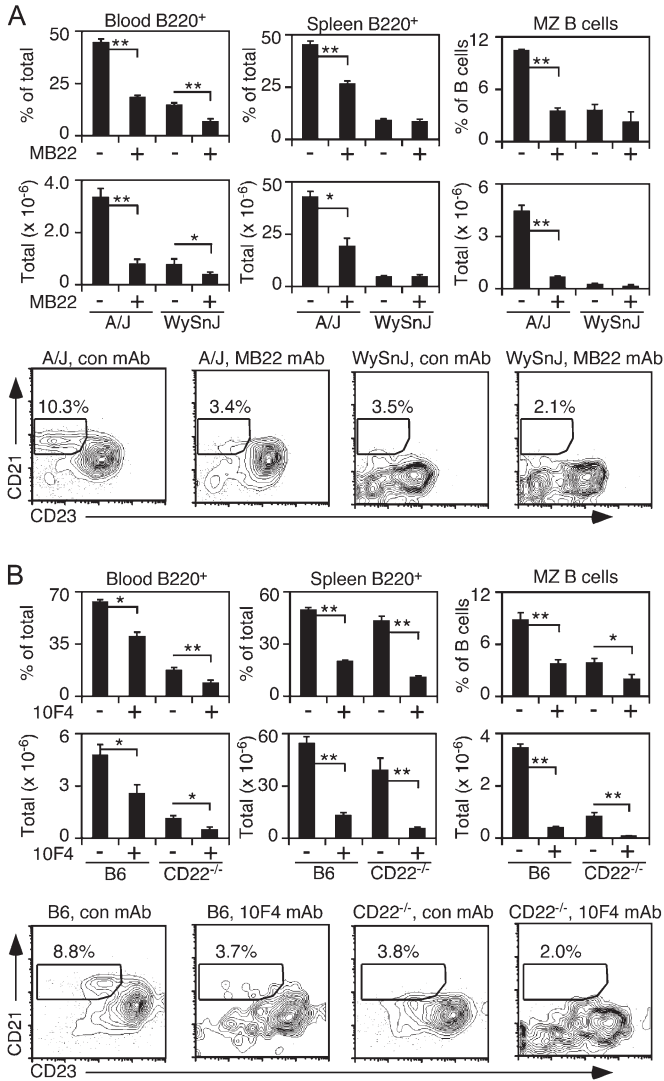 A
Blood B220+ Spleen B220+ MZ B cells
% of total
50
25
0
% of total
50
25
0
% of B cells
12
6
0
** ** ** **
MB22 - + - + - + - + - + - +
Total (x 10-6)
4.0
2.0
0
Total (x 10-6)
50
25
0
Total (x 10-6)
6
3
0
** * * **
MB22 - + - + - + - + - + - +
A/J WySnJ A/J WySnJ A/J WySnJ
A/J, con mAb A/J, MB22 mAb WySnJ, con mAb WySnJ, MB22 mAb
10.3% 3.4% 3.5% 2.1%
CD21
CD23
B
Blood B220+ Spleen B220+ MZ B cells
% of total
70
35
0
% of total
60
30
0
% of B cells
12
6
0
* ** ** ** ** *
10F4 - + - + - + - + - + - +
Total (x 10-6)
6
3
0
Total (x 10-6)
60
30
0
Total (x 10-6)
4
2
0
* * ** ** ** **
10F4 - + - + - + - + - + - +
B6 CD22-/- B6 CD22-/- B6 CD22-/-
B6, con mAb B6, 10F4 mAb CD22-/-, con mAb CD22-/-, 10F4 mAb
8.8% 3.7% 3.8% 2.0%
CD21
CD23